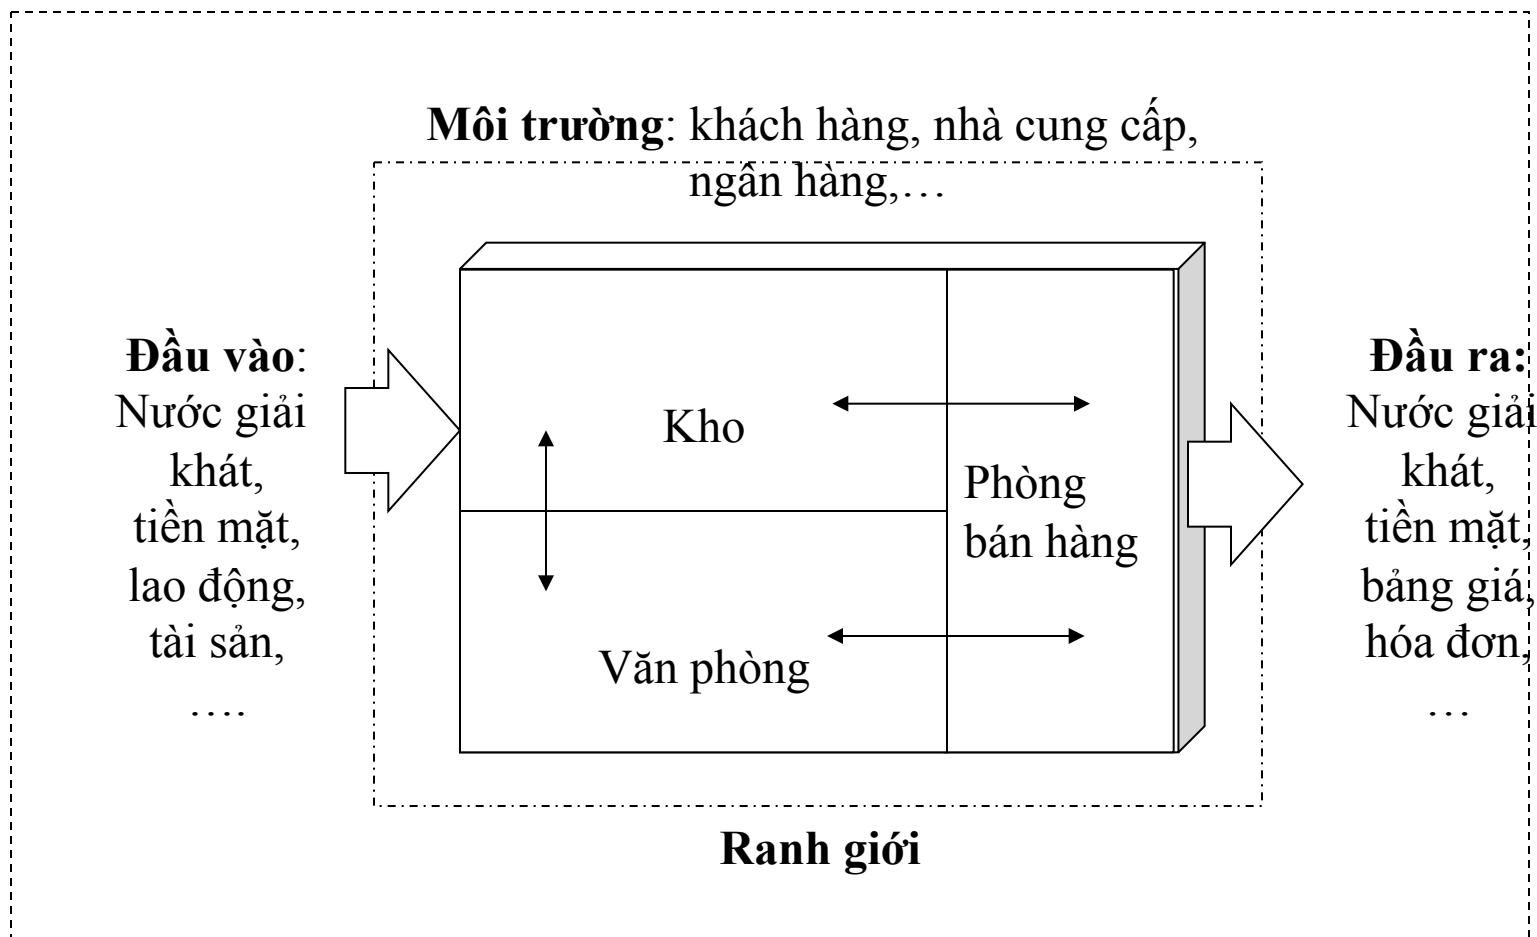 Môi trường: khách hàng, nhà cung cấp,
ngân hàng,…
Đầu vào:
Nước giải
khát,
tiền mặt,
lao động,
tài sản,
….
Kho
Phòng
bán hàng
Văn phòng
Đầu ra:
Nước giải
khát,
tiền mặt,
bảng giá,
hóa đơn,
…
Ranh giới